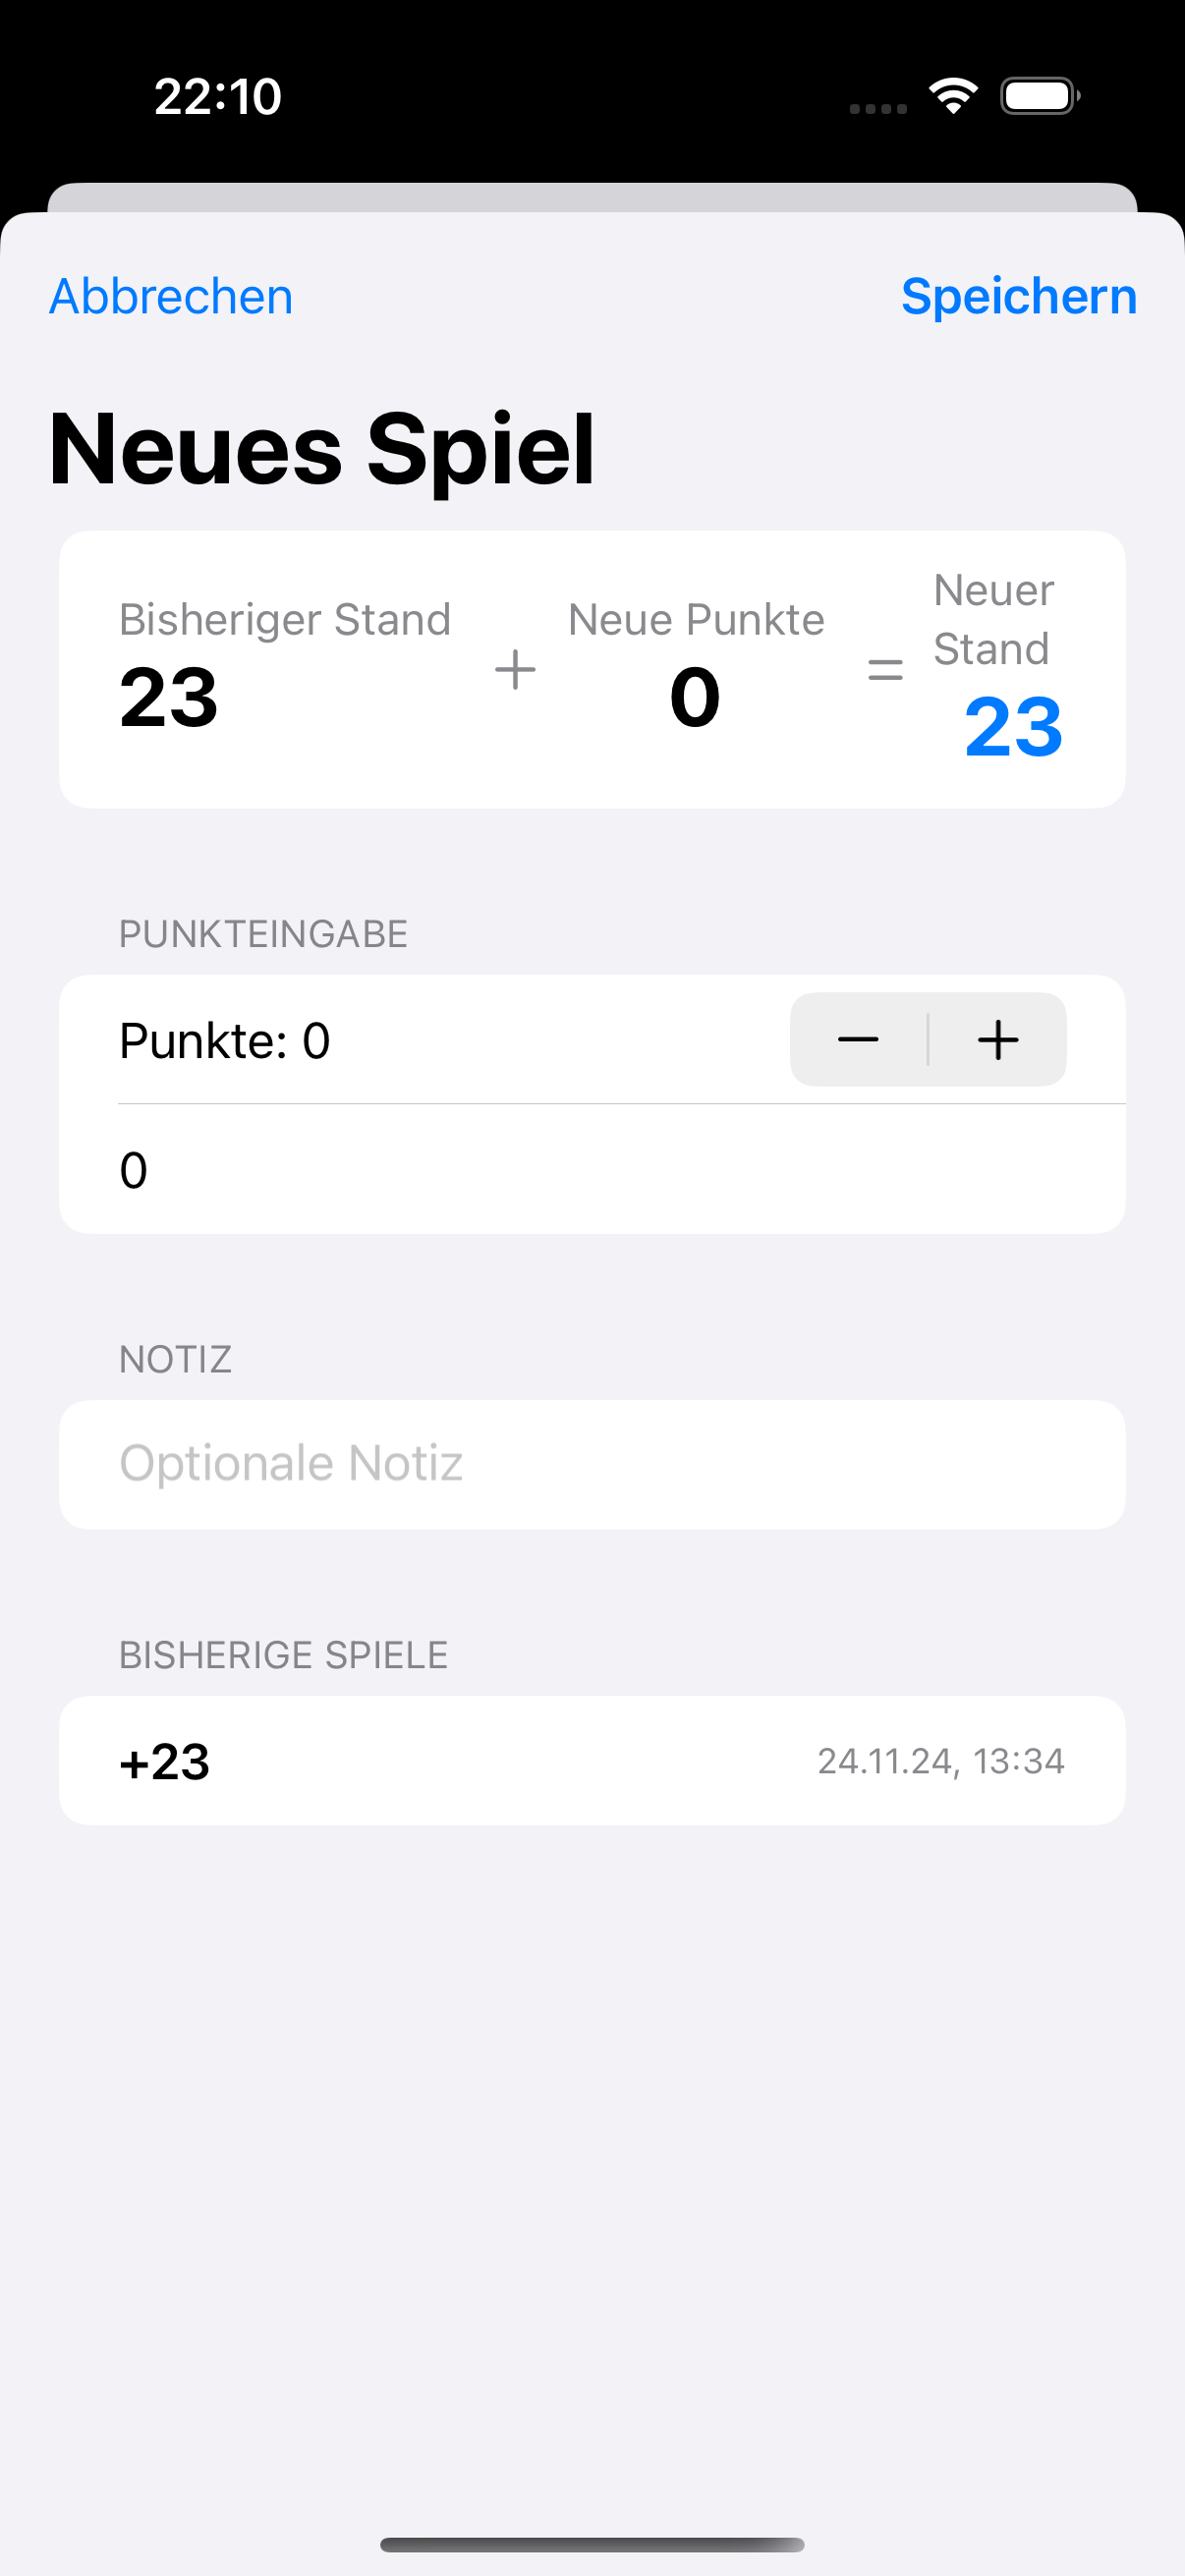 22:10
Abbrechen
Speichern
Neues Spiel
Bisheriger Stand
23
+
Neue Punkte
0
=
Neuer
Stand
23
PUNKTEINGABE
Punkte: 0
− +
0
NOTIZ
Optionale Notiz
BISHERIGE SPIELE
+23
24.11.24, 13:34